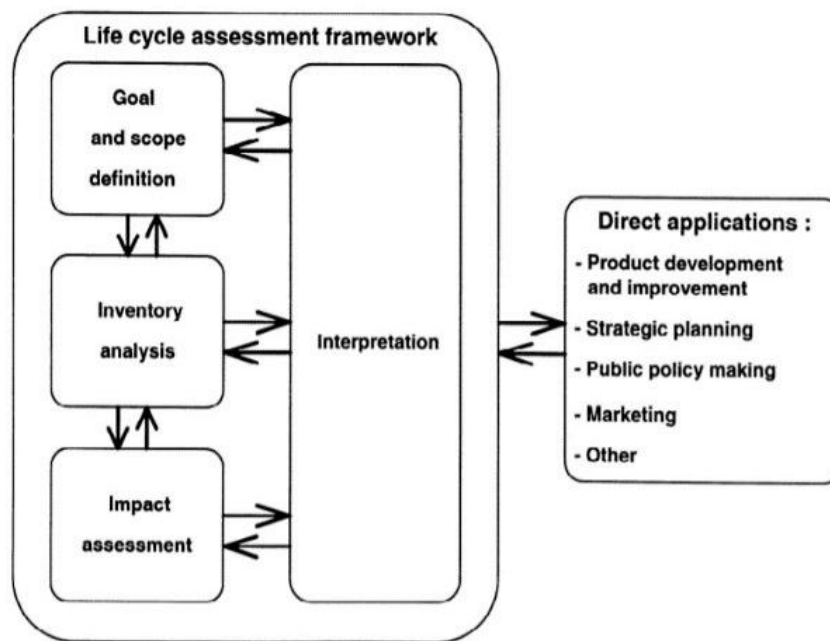 Life cycle assessment framework
Goal
and scope
definition
Inventory
analysis
Impact
assessment
Interpretation
Direct applications :
- Product development
and improvement
- Strategic planning
- Public policy making
- Marketing
- Other